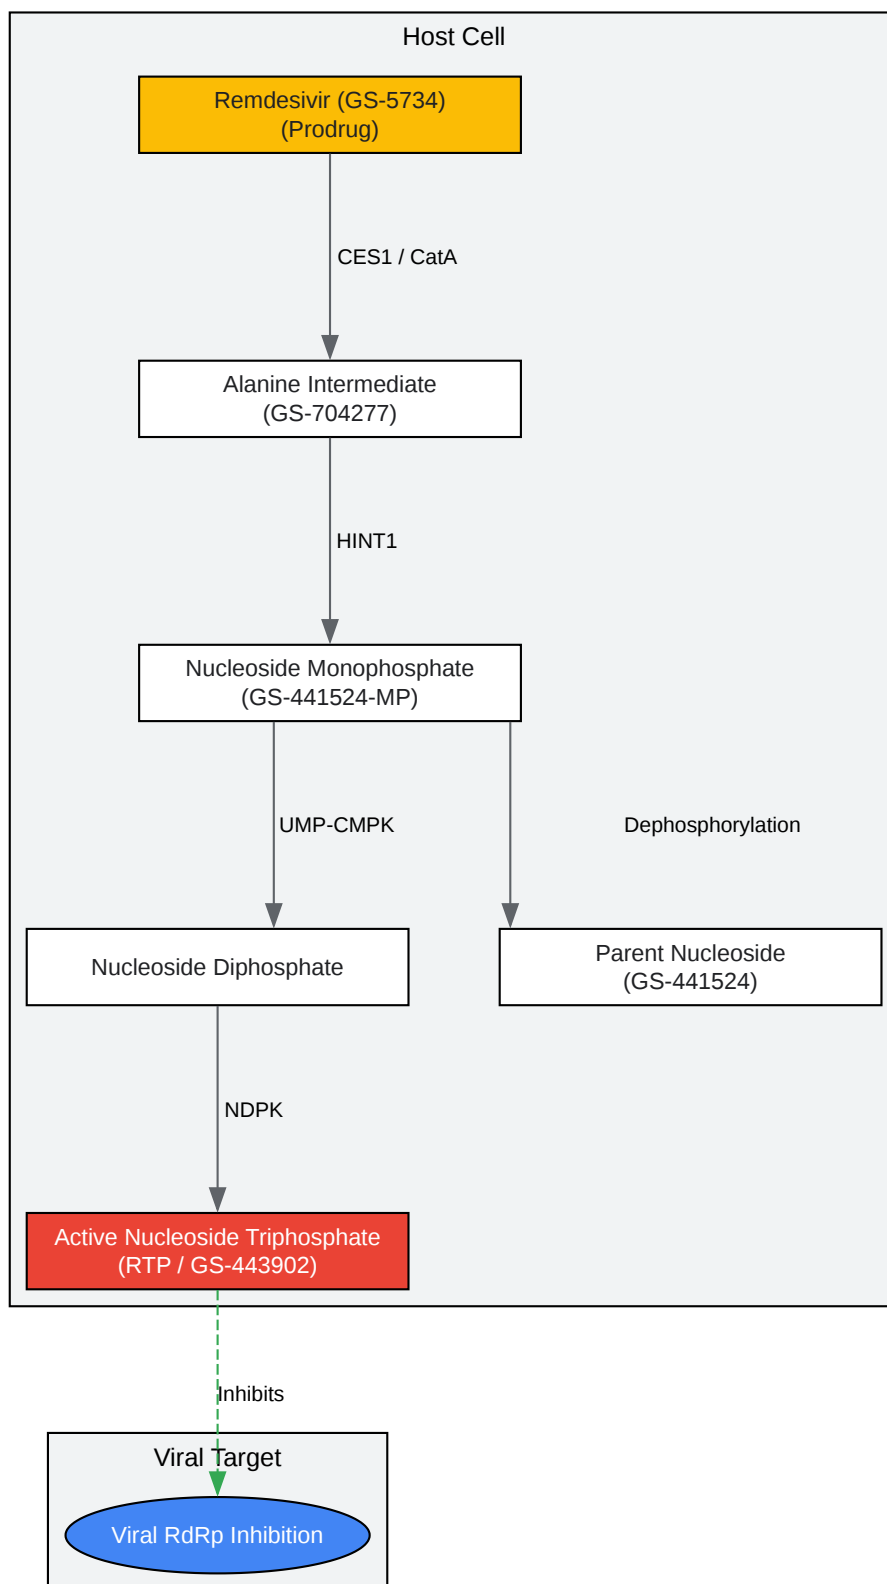 Host Cell
Remdesivir (GS-5734)
(Prodrug)
CES1 / CatA
Alanine Intermediate
(GS-704277)
HINT1
Nucleoside Monophosphate
(GS-441524-MP)
UMP-CMPK
Dephosphorylation
Nucleoside Diphosphate
Parent Nucleoside
(GS-441524)
NDPK
Active Nucleoside Triphosphate
(RTP / GS-443902)
Inhibits
Viral Target
Viral RdRp Inhibition